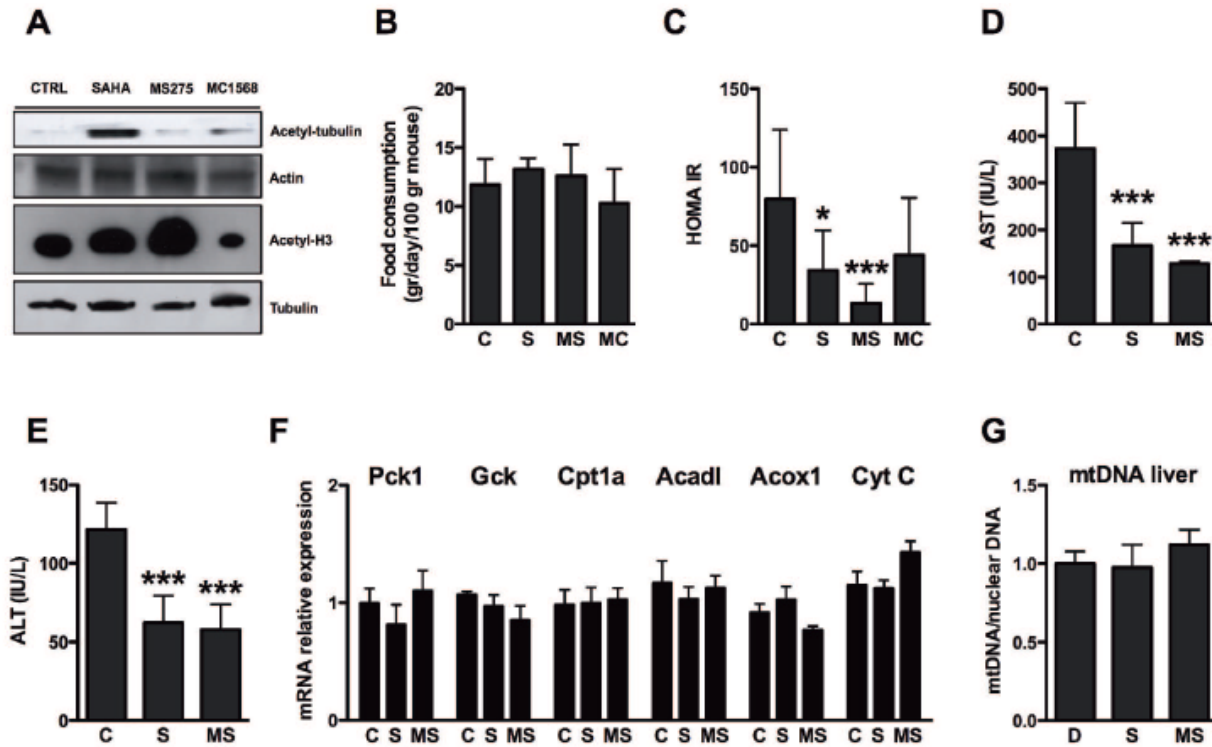 A
CTRL SAHA MS275 MC1568
Acetyl-tubulin
Actin
Acetyl-H3
Tubulin
B
Food consumption
(gr/day/100 gr mouse)
20
15
10
5
0
C S MS MC
C
HOMA IR
150
100
50
0
*
***
C S MS MC
D
AST (IU/L)
500
400
300
200
100
0
***
***
C S MS
E
ALT (IU/L)
150
100
50
0
***
***
C S MS
F
Pck1 Gck Cpt1a Acadl Acox1 Cyt C
mRNA relative expression
2
1
0
C S MS C S MS C S MS C S MS C S MS C S MS
G
mtDNA liver
mtDNA/nuclear DNA
1.5
1.0
0.5
0.0
D S MS